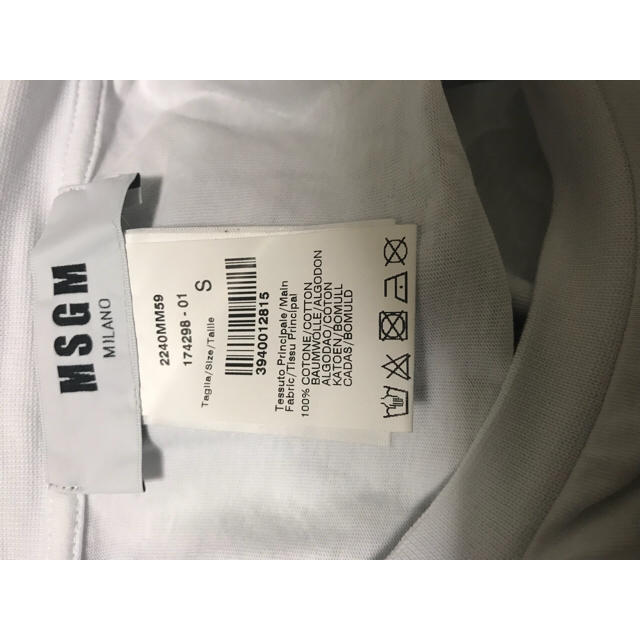 MSGM
MILANO
2240MM59
174298 - 01
Taglia/Size/Taille
S
3940012815
Tessuto Principale/Main
Fabric/Tissu Principal
100% COTONE/COTTON
BAUMWOLLE/ALGODON
ALGODAO/COTON
KATOEN/BOMULL
CADAS/BOMULD